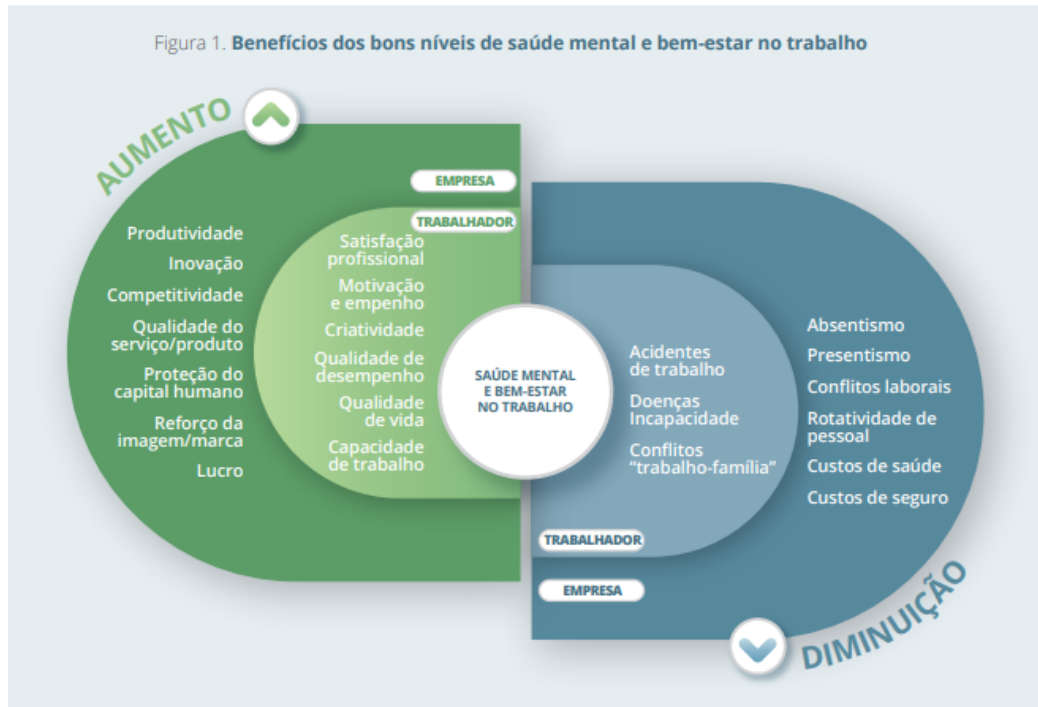 Figura 1. Benefícios dos bons níveis de saúde mental e bem-estar no trabalho
AUMENTO
EMPRESA
Produtividade
Inovação
Competitividade
Qualidade do
serviço/produto
Proteção do
capital humano
Reforço da
imagem/marca
Lucro
TRABALHADOR
Satisfação
profissional
Motivação
e empenho
Criatividade
Qualidade de
desempenho
Qualidade
de vida
Capacidade
de trabalho
SAÚDE MENTAL
E BEM-ESTAR
NO TRABALHO
Acidentes
de trabalho
Doenças
Incapacidade
Conflitos
“trabalho-família”
TRABALHADOR
Absentismo
Presentismo
Conflitos laborais
Rotatividade de
pessoal
Custos de saúde
Custos de seguro
EMPRESA
DIMINUIÇÃO